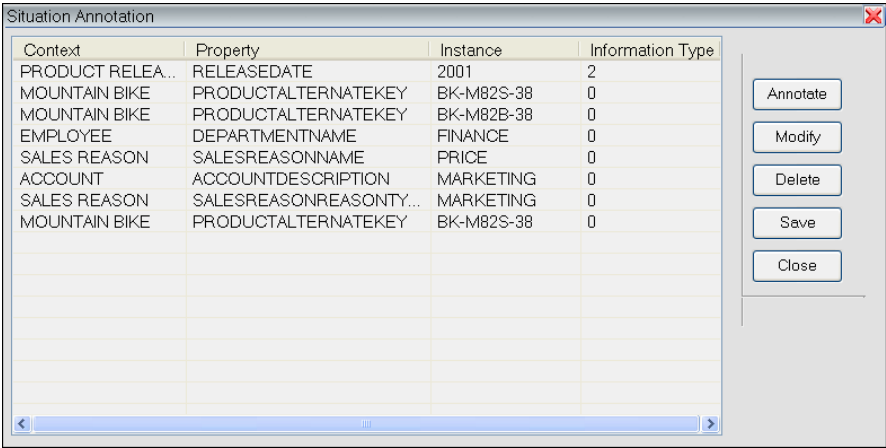 Situation Annotation
Context Property Instance Information Type
PRODUCT RELEA... RELEASEDATE 2001 2
MOUNTAIN BIKE PRODUCTALTERNATEKEY BK-M82S-38 0
MOUNTAIN BIKE PRODUCTALTERNATEKEY BK-M82B-38 0
EMPLOYEE DEPARTMENTNAME FINANCE 0
SALES REASON SALESREASONNAME PRICE 0
ACCOUNT ACCOUNTDESCRIPTION MARKETING 0
SALES REASON SALESREASONREASONTY... MARKETING 0
MOUNTAIN BIKE PRODUCTALTERNATEKEY BK-M82S-38 0
Annotate
Modify
Delete
Save
Close